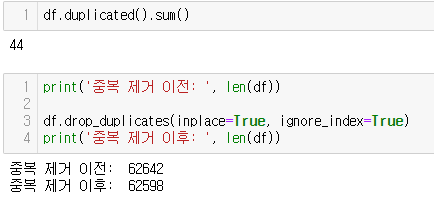 1 df.duplicated().sum()
44
1 print('중복 제거 이전: ', len(df))
2
3 df.drop_duplicates(inplace=True, ignore_index=True)
4 print('중복 제거 이후: ', len(df))
중복 제거 이전:  62642
중복 제거 이후:  62598